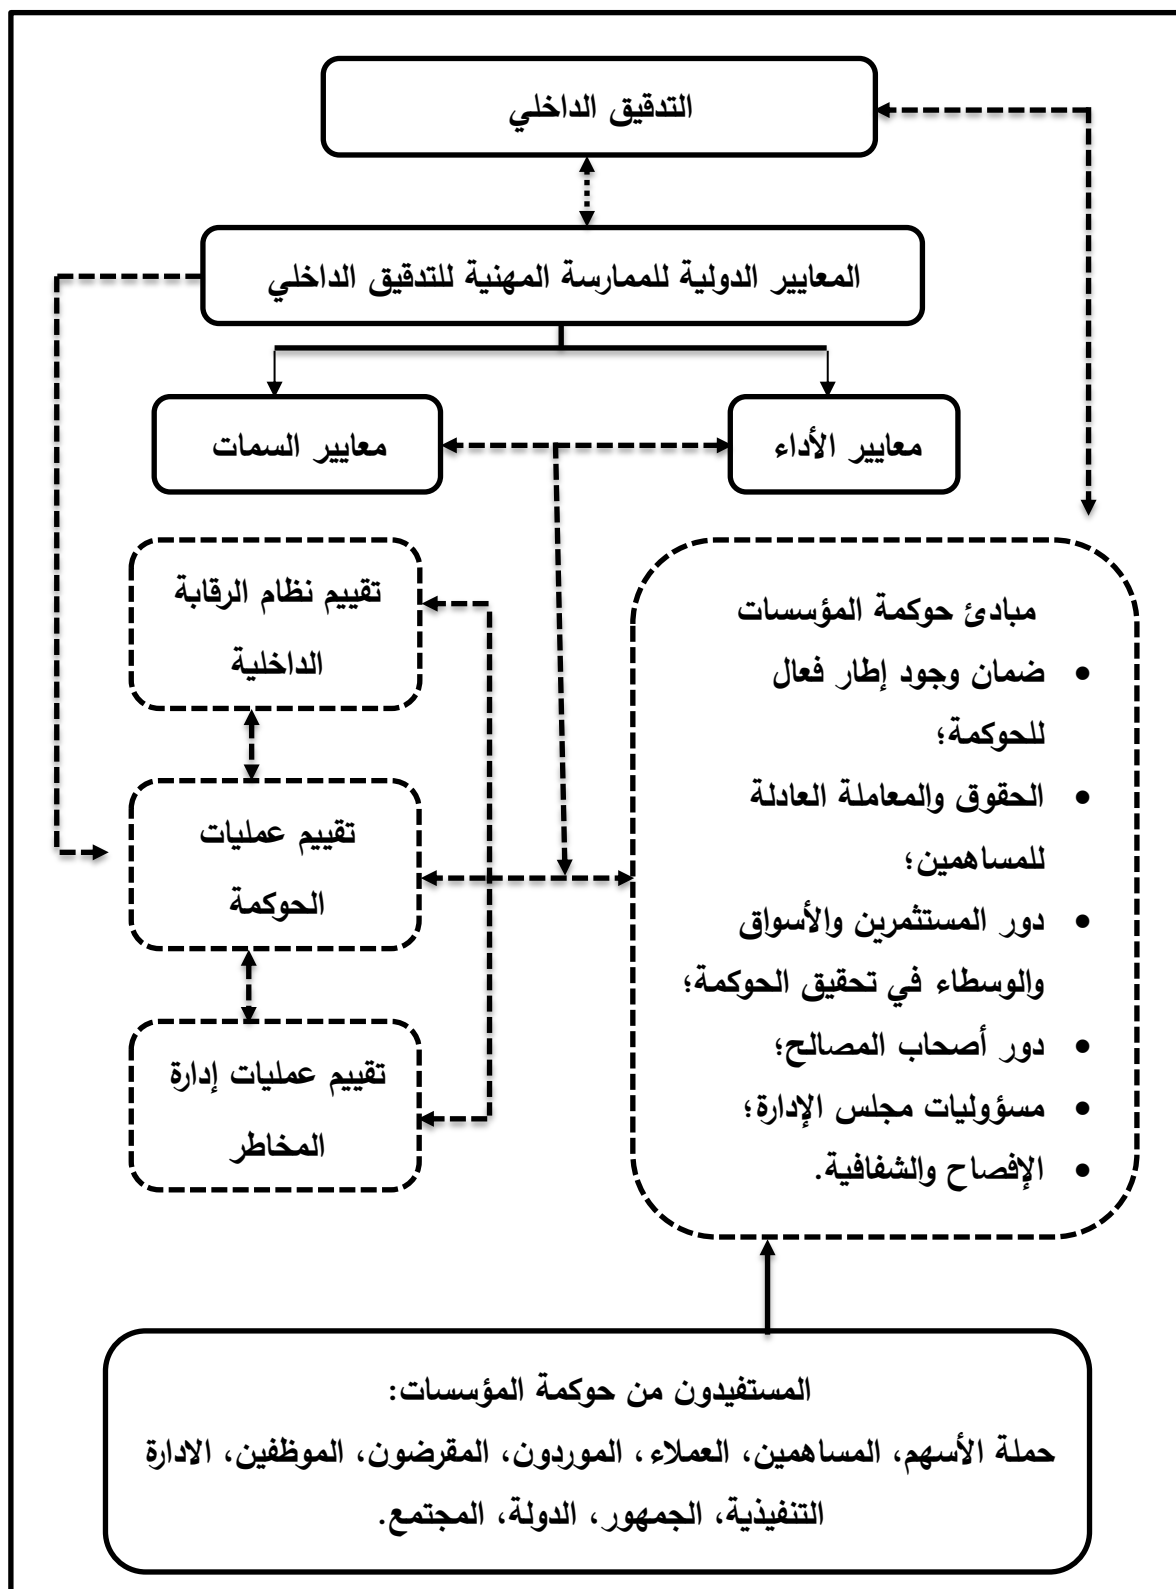 التدقيق الداخلي
المعايير الدولية للممارسة المهنية للتدقيق الداخلي
معايير الأداء
معايير السمات
مبادئ حوكمة المؤسسات
• ضمان وجود إطار فعال
للحوكمة؛
• الحقوق والمعاملة العادلة
للمساهمين؛
• دور المستثمرين والأسواق
والوسطاء في تحقيق الحوكمة؛
• دور أصحاب المصالح؛
• مسؤوليات مجلس الإدارة؛
• الإفصاح والشفافية.
تقييم نظام الرقابة
الداخلية
تقييم عمليات
الحوكمة
تقييم عمليات إدارة
المخاطر
المستفيدون من حوكمة المؤسسات:
حملة الأسهم، المساهمين، العملاء، الموردون، المقرضون، الموظفين، الادارة
التنفيذية، الجمهور، الدولة، المجتمع.